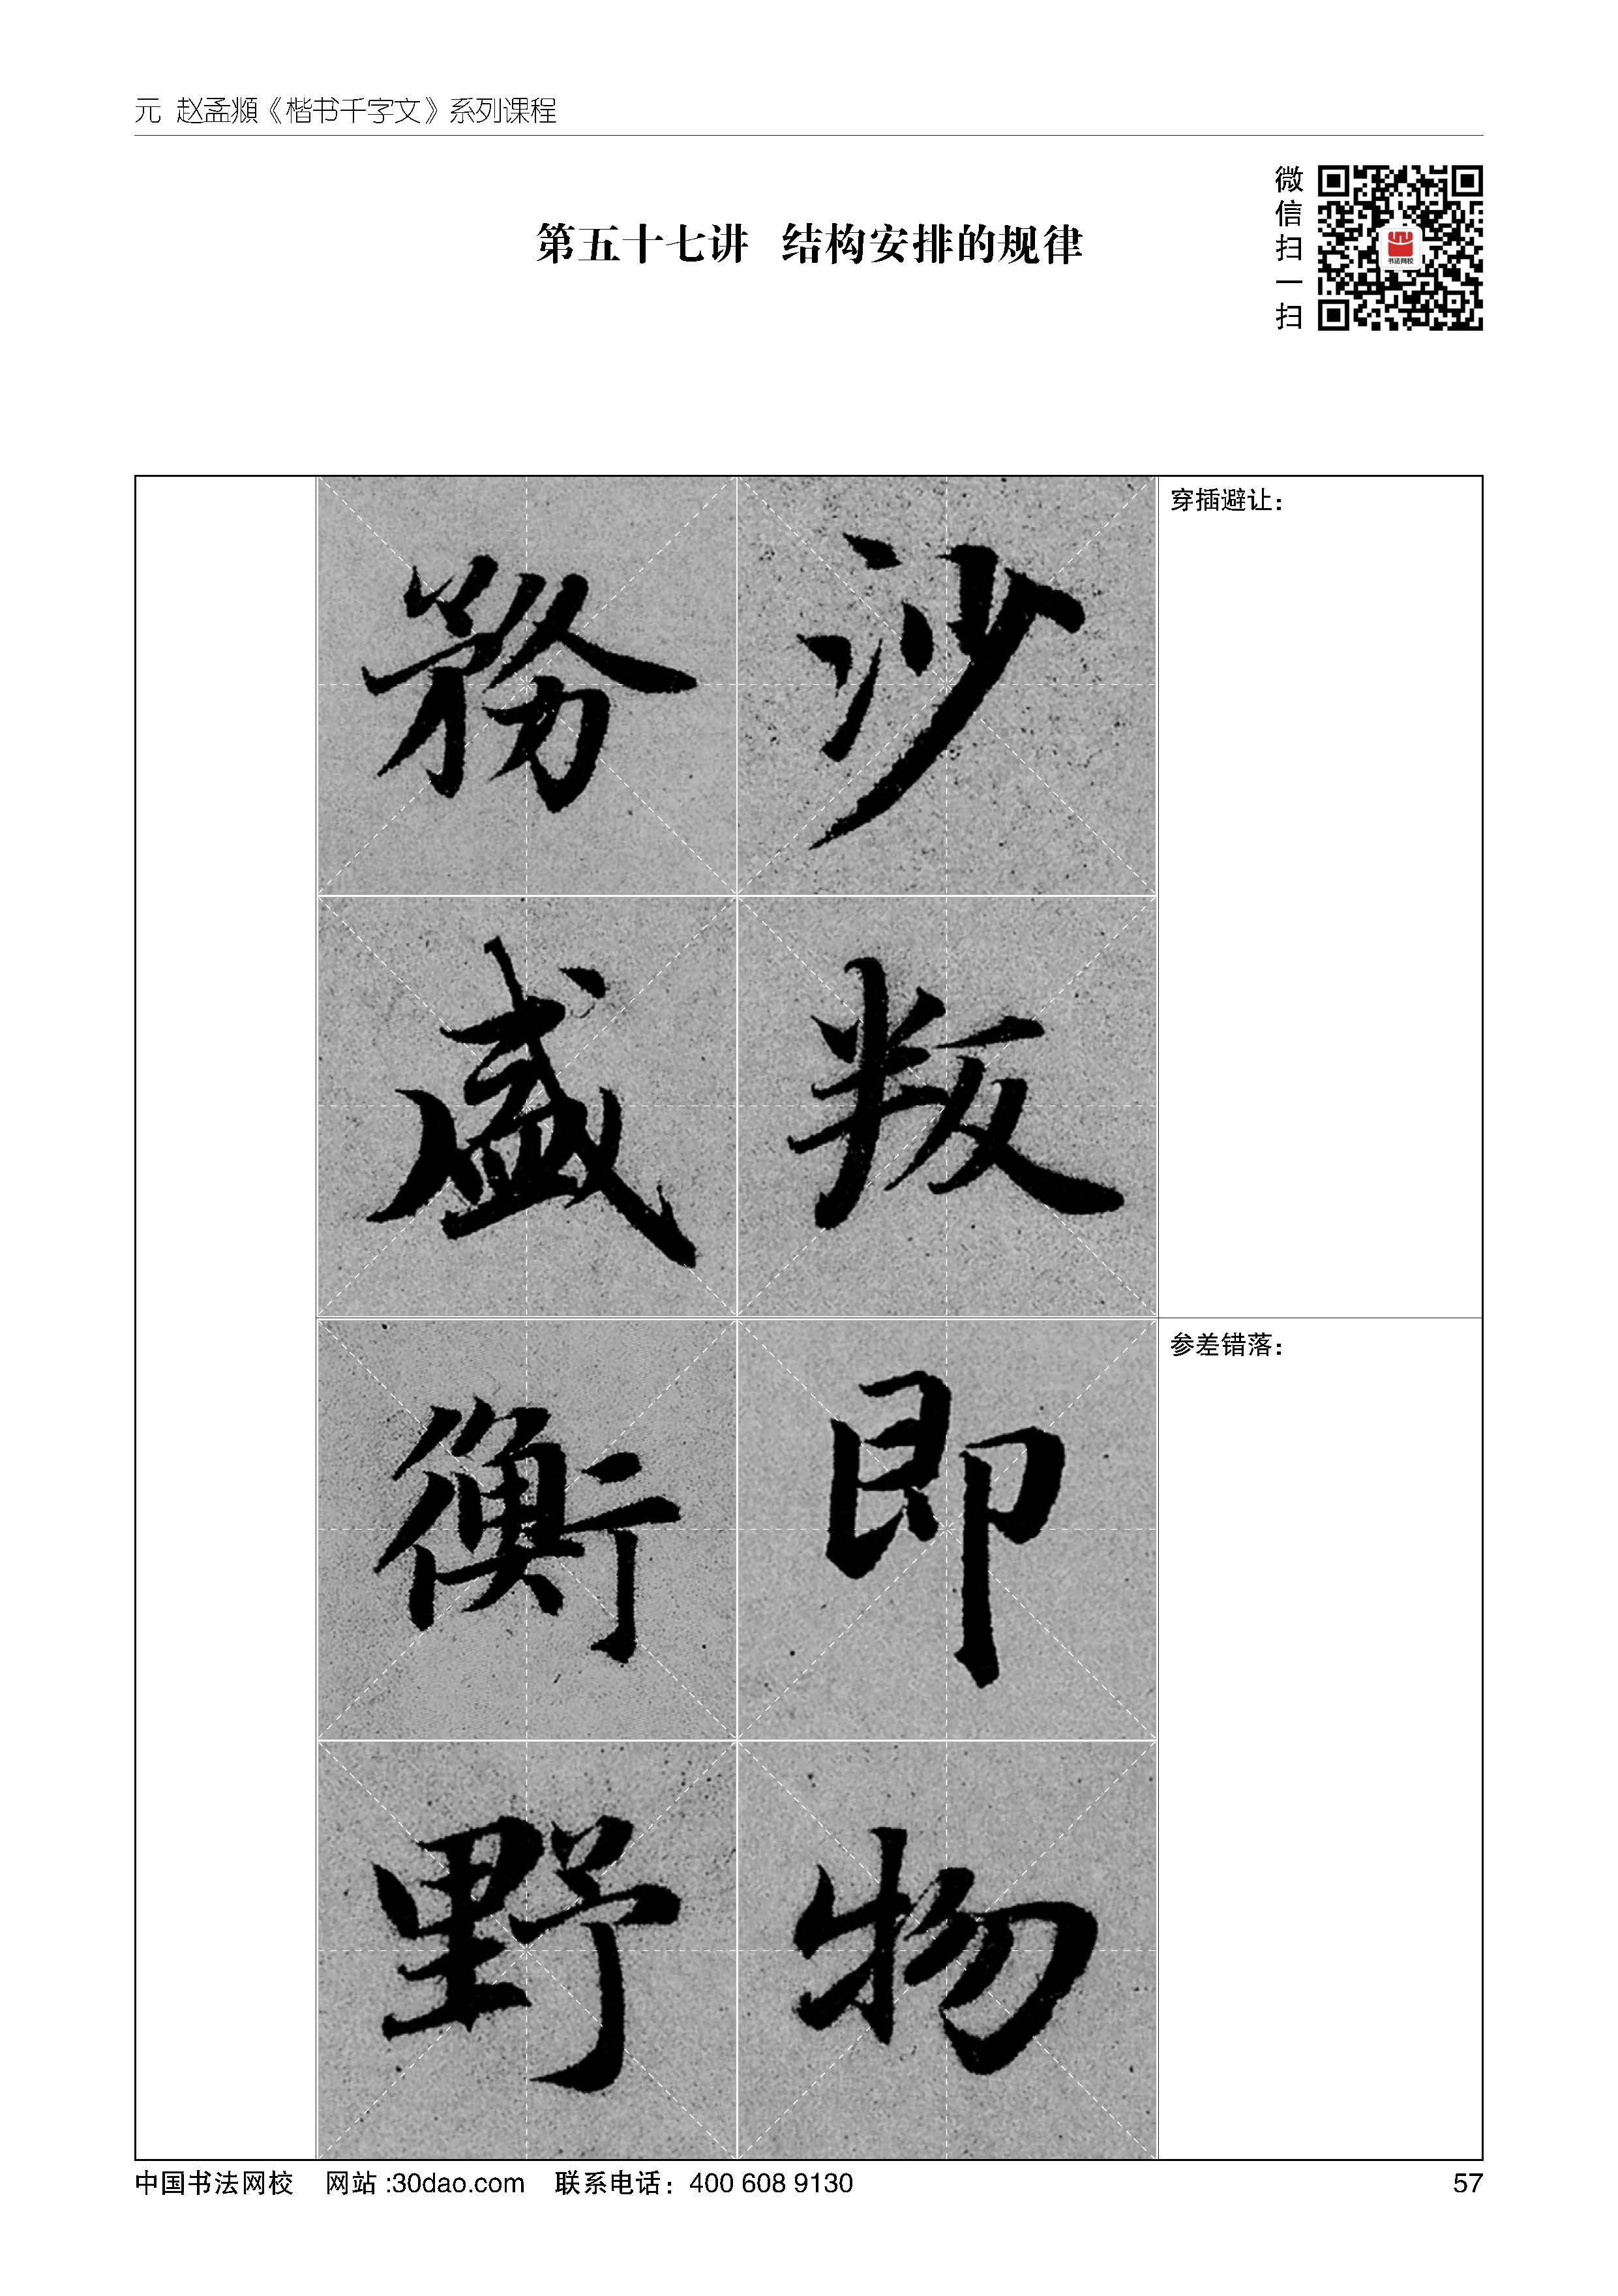 元 赵孟頫《楷书千字文》系列课程
微信扫一扫
书法网校
第五十七讲 结构安排的规律
穿插避让：
沙
叛
務
盛
参差错落：
即
物
衡
野
中国书法网校 网站 :30dao.com 联系电话：400 608 9130
57